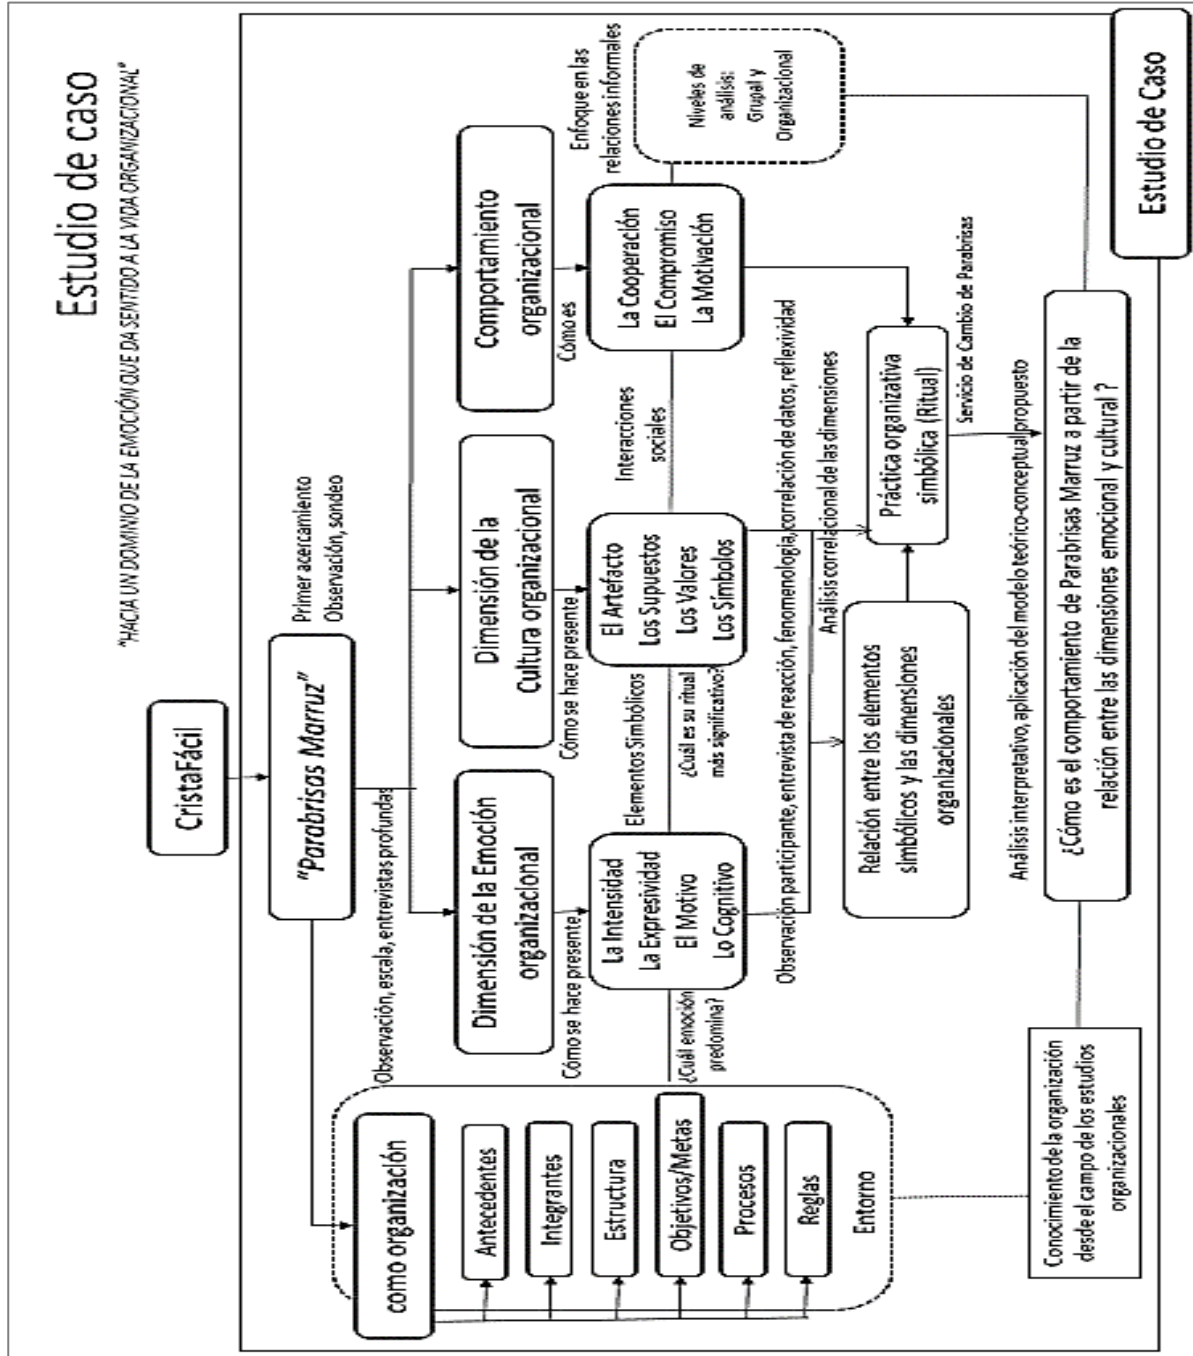 Estudio de caso
"HACIA UN DOMINIO DE LA EMOCIÓN QUE DA SENTIDO A LA VIDA ORGANIZACIONAL"
CristaFácil
"Parabrisas Marruz"
Primer acercamiento
Observación, sondeo
Observación, escala, entrevistas profundas
como organización
Antecedentes
Integrantes
Estructura
Objetivos/Metas
Procesos
Reglas
Entorno
Dimensión de la Emoción
organizacional
Dimensión de la
Cultura organizacional
Comportamiento
organizacional
Cómo se hace presente
Cómo se hace presente
Cómo es
Enfoque en las
relaciones informales
La Intensidad
La Expresividad
El Motivo
Lo Cognitivo
Elementos Simbólicos
El Artefacto
Los Supuestos
Los Valores
Los Símbolos
Interacciones
sociales
La Cooperación
El Compromiso
La Motivación
Niveles de
análisis:
Grupal y
Organizacional
¿Cuál emoción
predomina?
¿Cuál es su ritual
más significativo?
Observación participante, entrevista de reacción, fenomenología, correlación de datos, reflexividad
Análisis correlacional de las dimensiones
Relación entre los elementos
simbólicos y las dimensiones
organizacionales
Práctica organizativa
simbólica (Ritual)
Servicio de Cambio de Parabrisas
Análisis interpretativo, aplicación del modelo teórico-conceptual propuesto
Conocimiento de la organización
desde el campo de los estudios
organizacionales
¿Cómo es el comportamiento de Parabrisas Marruz a partir de la
relación entre las dimensiones emocional y cultural ?
Estudio de Caso